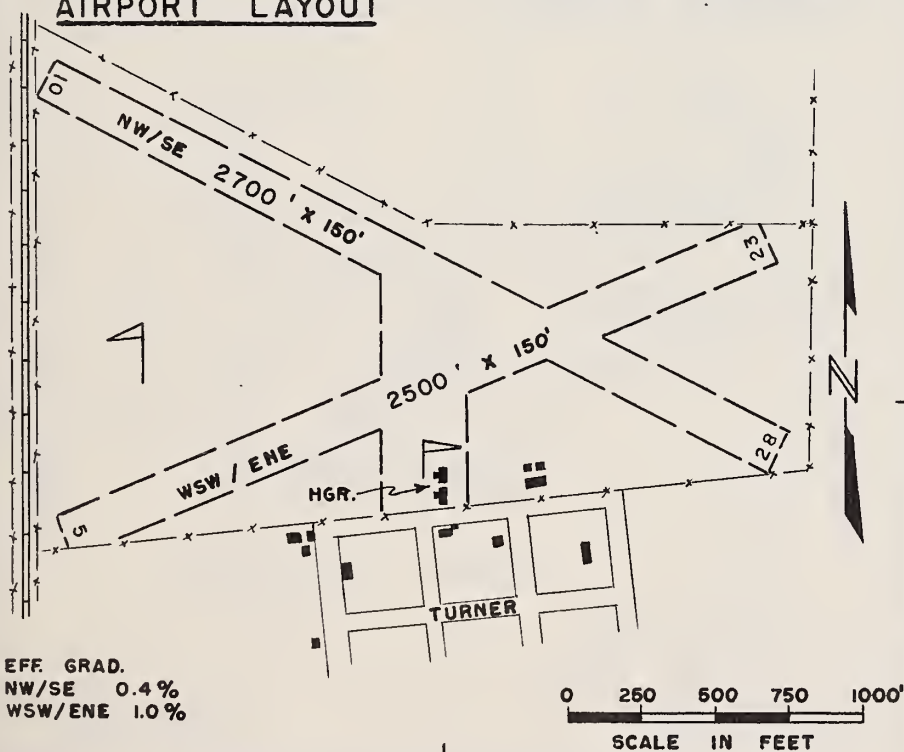 AIRPORT LAYOUT
10
NW/SE 2700' X 150'
23
2500' X 150'
N
WSW / ENE
28
HGR.
5
TURNER
EFF. GRAD.
NW/SE 0.4%
WSW/ENE 1.0%
0 250 500 750 1000'
SCALE IN FEET